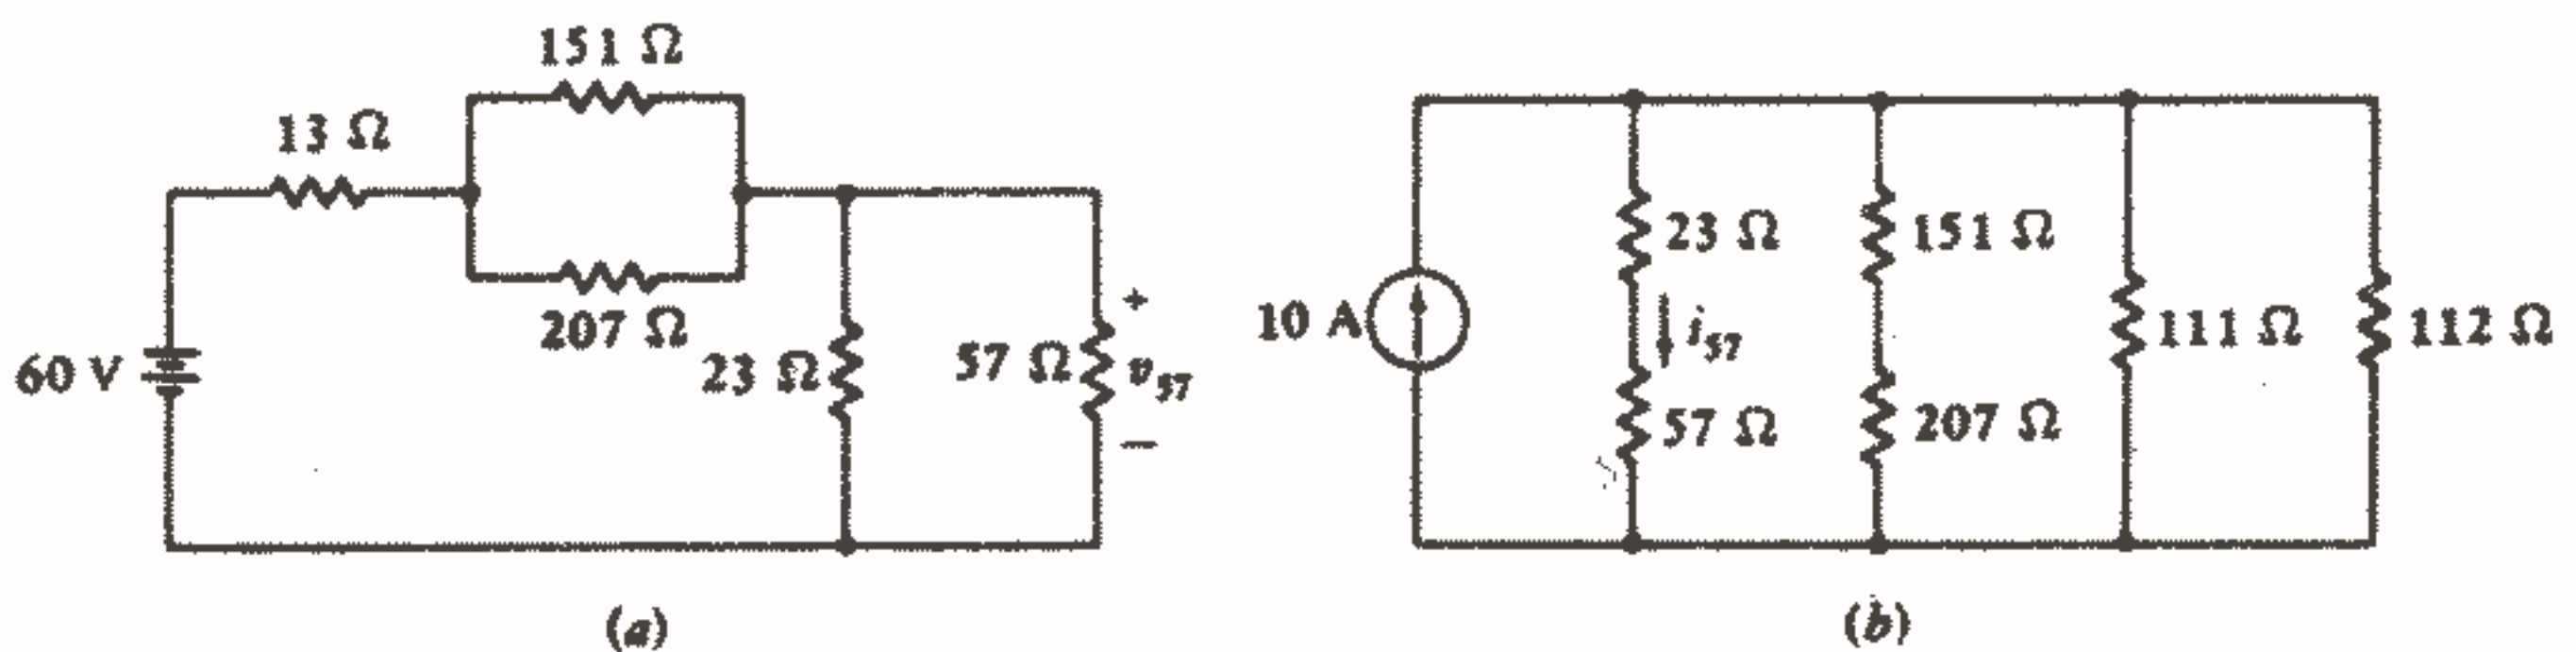 151 Ω
13 Ω
207 Ω
60 V
23 Ω
57 Ω
+
v57
−
(a)
10 A
23 Ω
i57
57 Ω
151 Ω
207 Ω
111 Ω
112 Ω
(b)